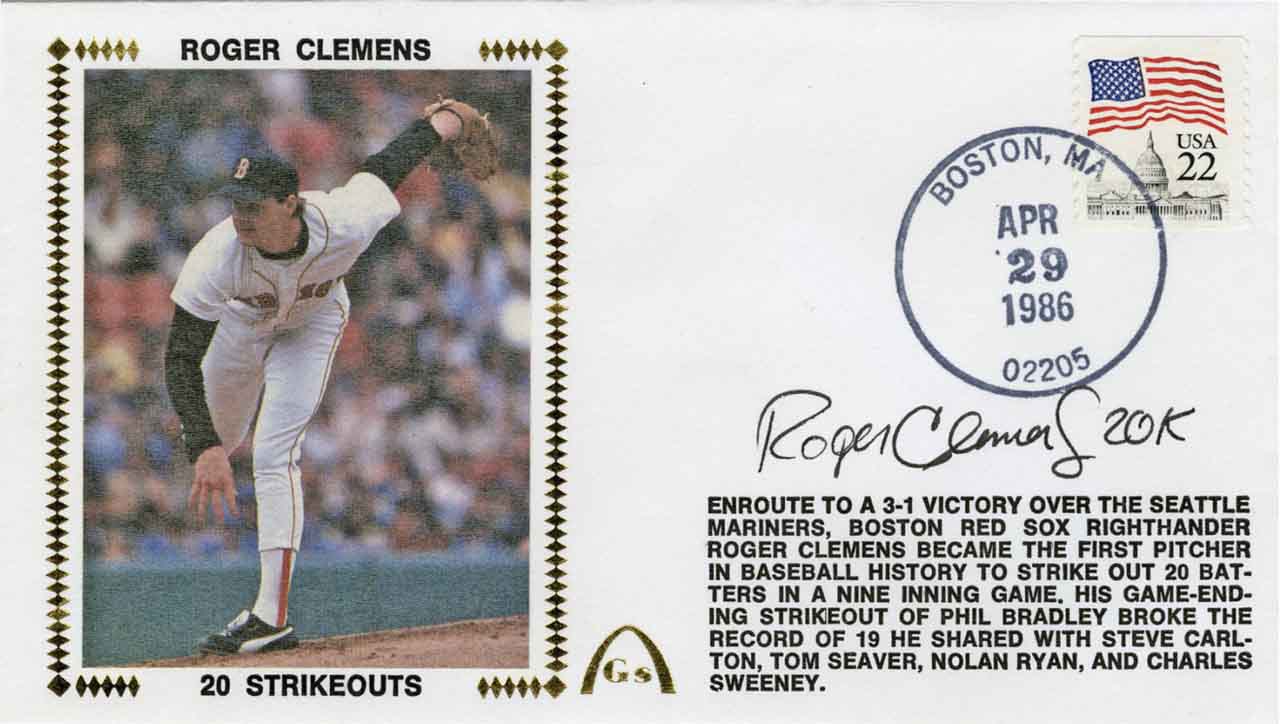 ROGER CLEMENS
B
20 STRIKEOUTS
Gs
USA
22
BOSTON, MA
APR
29
1986
02205
Roger Clemens 20K
ENROUTE TO A 3-1 VICTORY OVER THE SEATTLE
MARINERS, BOSTON RED SOX RIGHTHANDER
ROGER CLEMENS BECAME THE FIRST PITCHER
IN BASEBALL HISTORY TO STRIKE OUT 20 BAT-
TERS IN A NINE INNING GAME. HIS GAME-END-
ING STRIKEOUT OF PHIL BRADLEY BROKE THE
RECORD OF 19 HE SHARED WITH STEVE CARL-
TON, TOM SEAVER, NOLAN RYAN, AND CHARLES
SWEENEY.